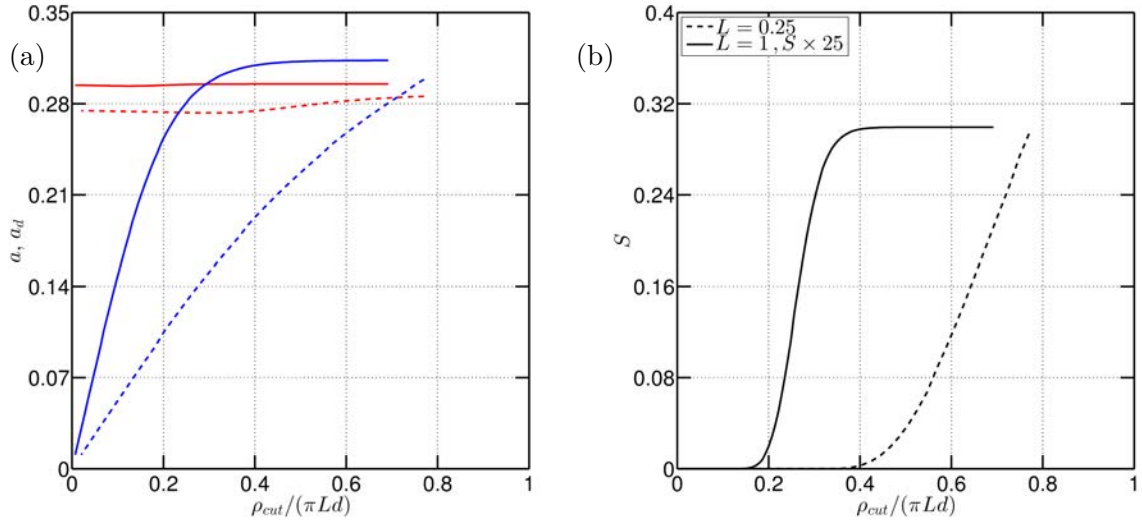 (a)
0.35
0.28
0.21
0.14
0.07
0
a, a_d
0 0.2 0.4 0.6 0.8 1
ρ_cut/(πLd)
(b)
0.4
0.32
0.24
0.16
0.08
0
S
L = 0.25
L = 1, S × 25
0 0.2 0.4 0.6 0.8 1
ρ_cut/(πLd)